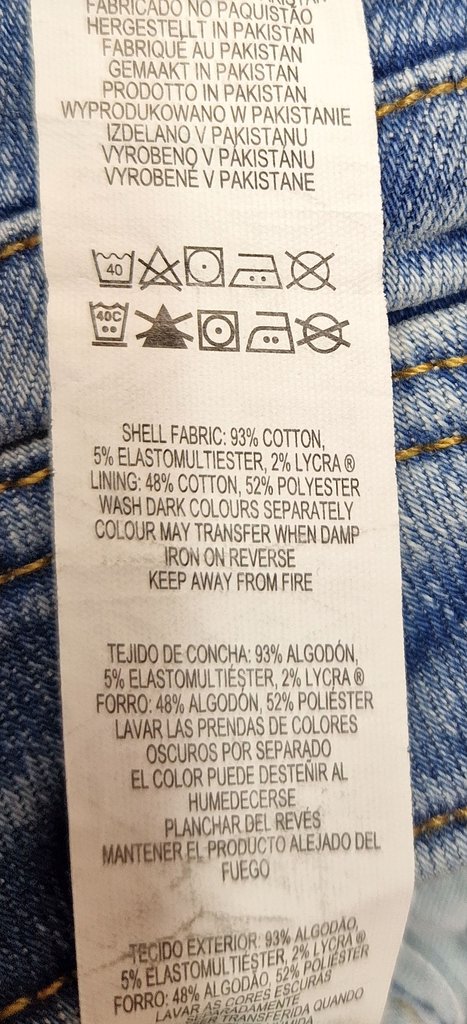 FABRICADO NO PAQUISTÃO
HERGESTELLT IN PAKISTAN
FABRIQUÉ AU PAKISTAN
GEMAAKT IN PAKISTAN
PRODOTTO IN PAKISTAN
WYPRODUKOWANO W PAKISTANIE
IZDELANO V PAKISTANU
VYROBENO V PÁKISTÁNU
VYROBENÉ V PAKISTANE
40
40C
SHELL FABRIC: 93% COTTON,
5% ELASTOMULTIESTER, 2% LYCRA ®
LINING: 48% COTTON, 52% POLYESTER
WASH DARK COLOURS SEPARATELY
COLOUR MAY TRANSFER WHEN DAMP
IRON ON REVERSE
KEEP AWAY FROM FIRE
TEJIDO DE CONCHA: 93% ALGODÓN,
5% ELASTOMULTIÉSTER, 2% LYCRA ®
FORRO: 48% ALGODÓN, 52% POLIÉSTER
LAVAR LAS PRENDAS DE COLORES
OSCUROS POR SEPARADO
EL COLOR PUEDE DESTEÑIR AL
HUMEDECERSE
PLANCHAR DEL REVÉS
MANTENER EL PRODUCTO ALEJADO DEL
FUEGO
TECIDO EXTERIOR: 93% ALGODÃO,
5% ELASTOMULTIÉSTER, 2% LYCRA ®
FORRO: 48% ALGODÃO, 52% POLIÉSTER
LAVAR AS CORES ESCURAS
SEPARADAMENTE
SER TRANSFERIDA QUANDO